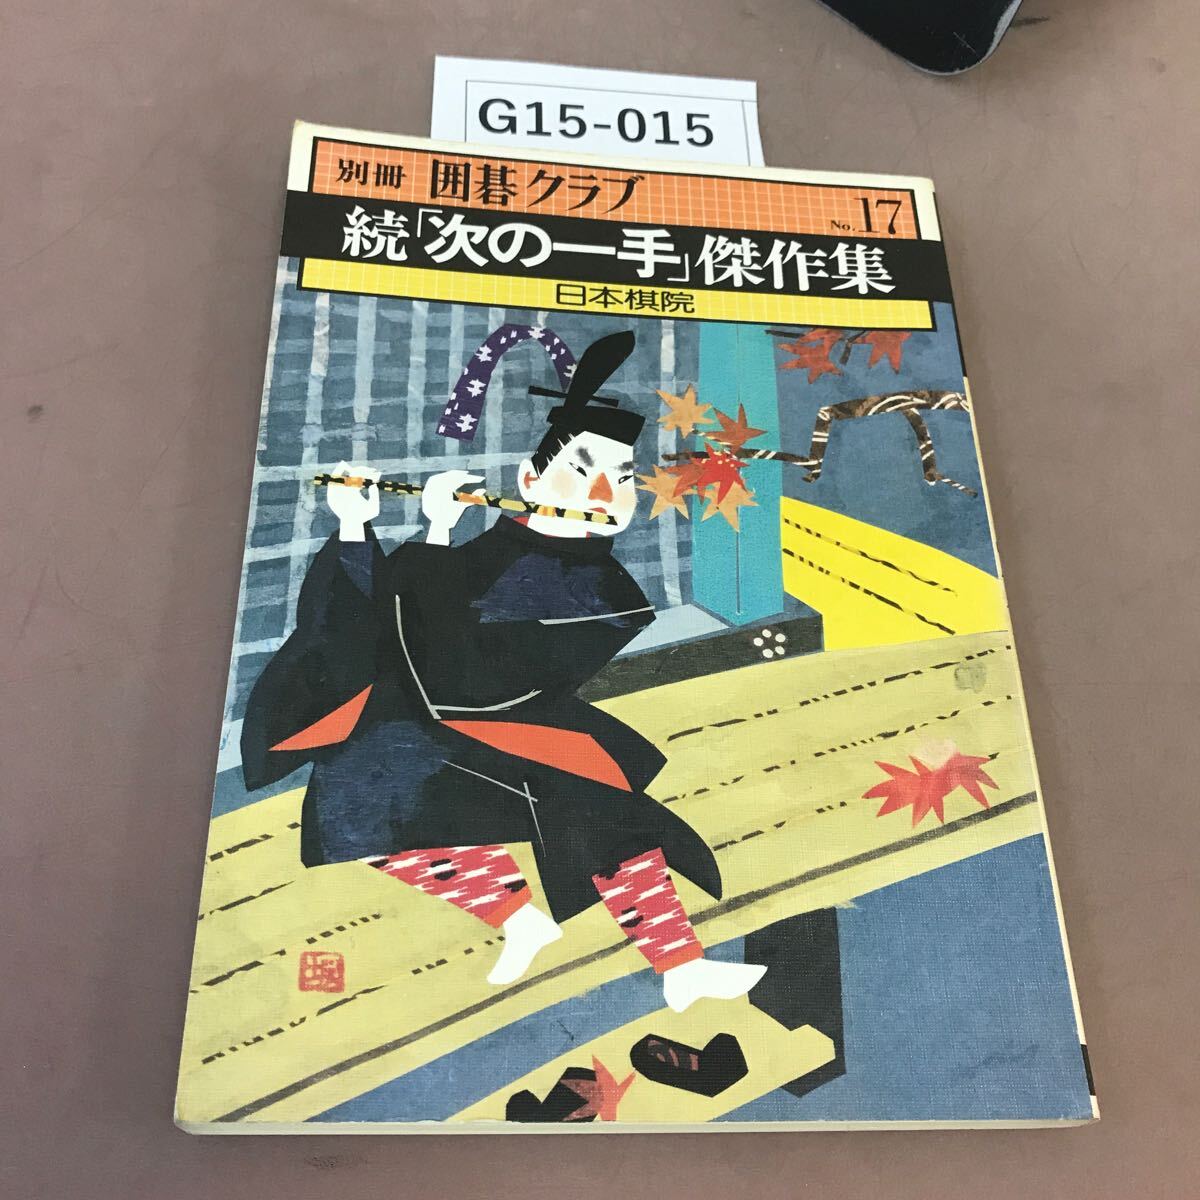 G15-015
別冊 囲碁クラブ No.17
続「次の一手」傑作集
日本棋院